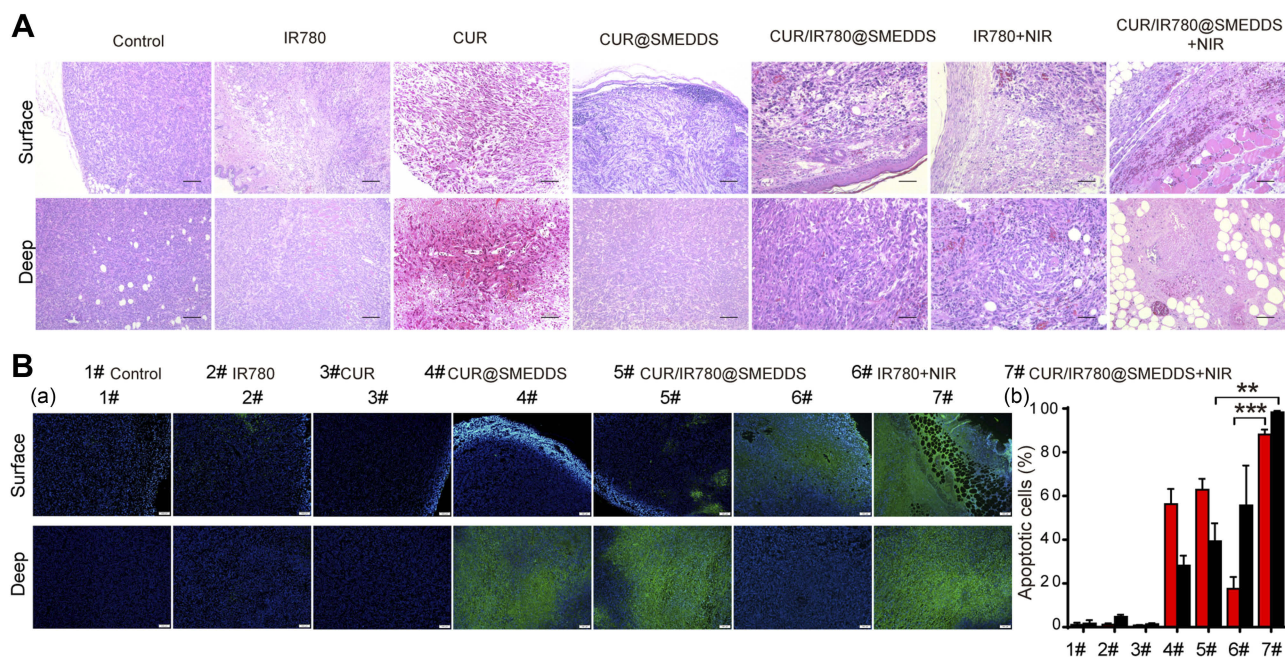 A
Control IR780 CUR CUR@SMEDDS CUR/IR780@SMEDDS IR780+NIR CUR/IR780@SMEDDS
+NIR
Surface
Deep
B
1# Control 2# IR780 3#CUR 4# CUR@SMEDDS 5# CUR/IR780@SMEDDS 6# IR780+NIR 7# CUR/IR780@SMEDDS+NIR
(a) 1# 2# 3# 4# 5# 6# 7#
Surface
Deep
(b)
**
***
Apoptotic cells (%)
100
80
60
40
20
0
1# 2# 3# 4# 5# 6# 7#